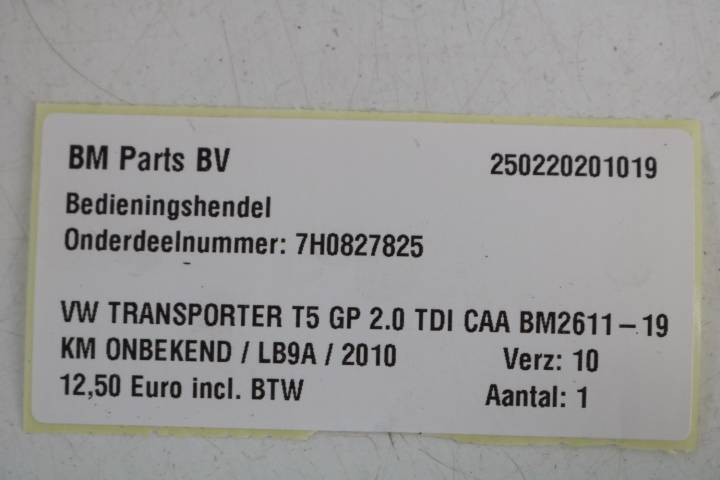 BM Parts BV 250220201019
Bedieningshendel
Onderdeelnummer: 7H0827825
VW TRANSPORTER T5 GP 2.0 TDI CAA BM2611-19
KM ONBEKEND / LB9A / 2010 Verz: 10
12,50 Euro incl. BTW Aantal: 1